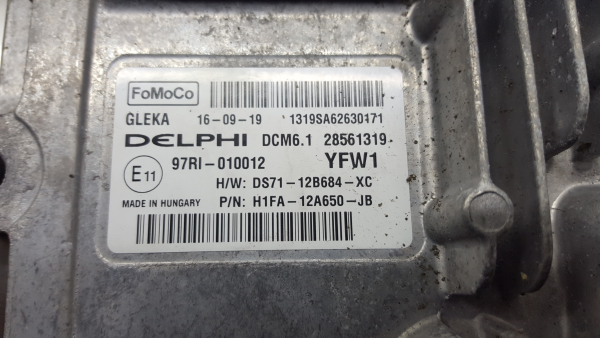 FoMoCo
GLEKA 16-09-19 1319SA62630171
DELPHI DCM6.1 28561319
97RI-010012 YFW1
E11
H/W: DS71-12B684-XC
MADE IN HUNGARY P/N: H1FA-12A650-JB